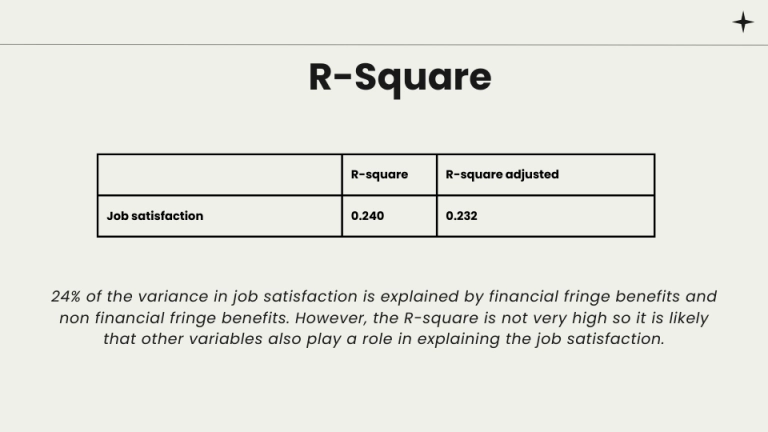 R-Square
R-square R-square adjusted
Job satisfaction 0.240 0.232
24% of the variance in job satisfaction is explained by financial fringe benefits and
non financial fringe benefits. However, the R-square is not very high so it is likely
that other variables also play a role in explaining the job satisfaction.